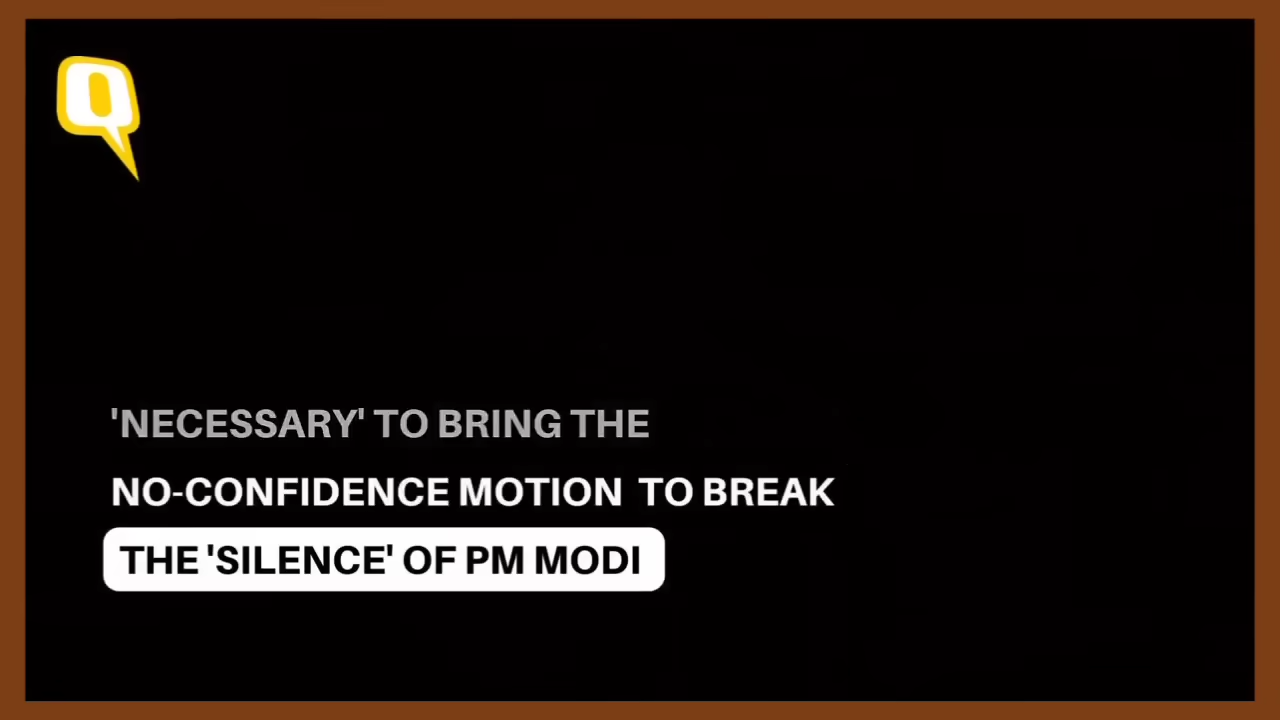 'NECESSARY' TO BRING THE
NO-CONFIDENCE MOTION TO BREAK
THE 'SILENCE' OF PM MODI